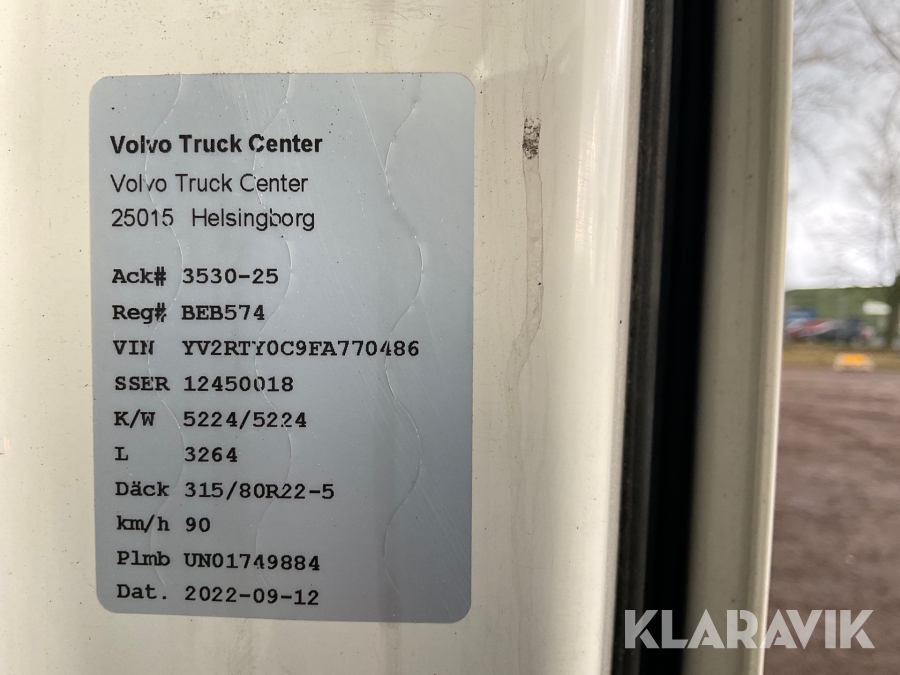 Volvo Truck Center
Volvo Truck Center
25015 Helsingborg
Ack# 3530-25
Reg# BEB574
VIN YV2RTY0C9FA770486
SSER 12450018
K/W 5224/5224
L 3264
Däck 315/80R22-5
km/h 90
Plmb UN01749884
Dat. 2022-09-12
KLARAVIK